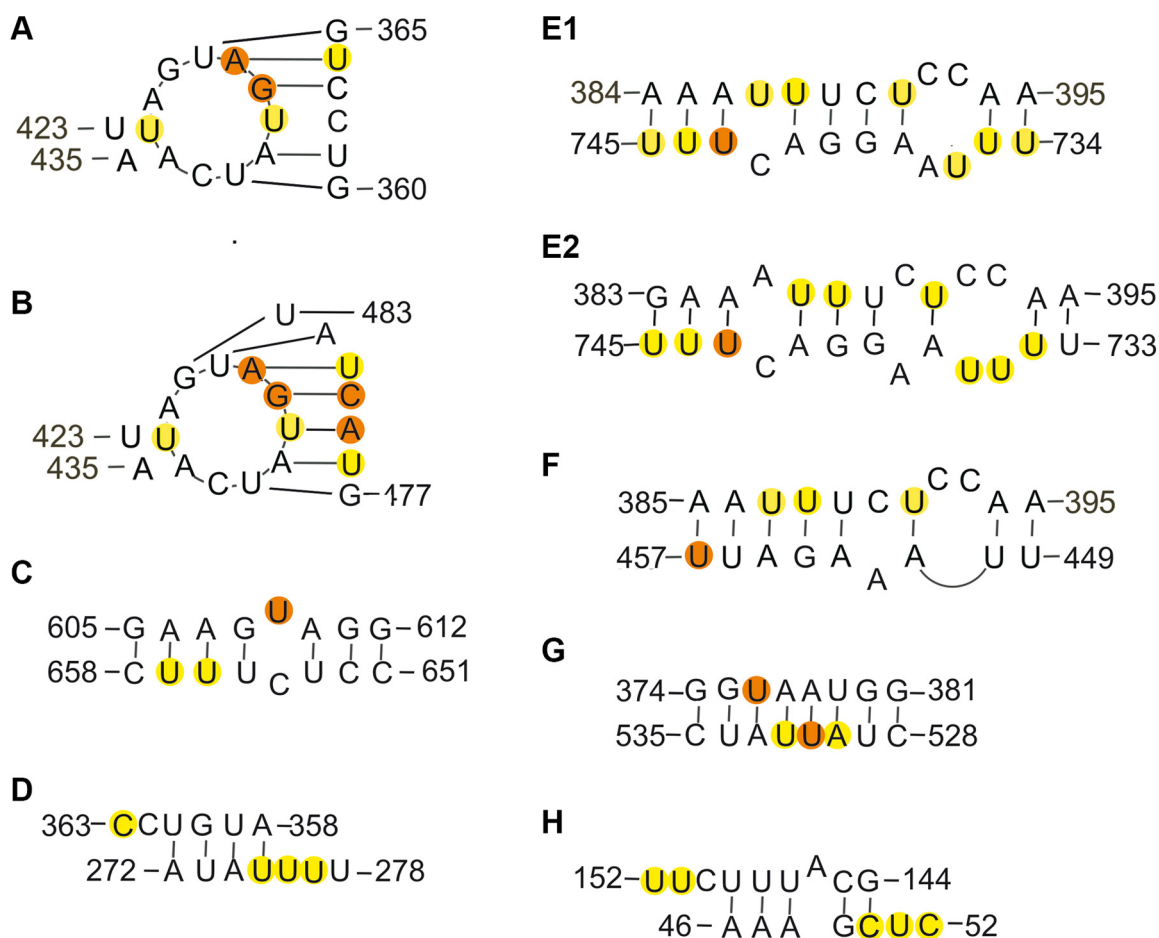 A
G – 365
G U A U
A G C
423 – U U U C
435 – A A C U A U
G – 360
B
U — 483
A
G U A U
A G C
423 – U U U A
435 – A A C U A U
G – 477
C
U
605 – G A A G A G G – 612
658 – C U U U C U C C – 651
D
363 – C C U G U A – 358
272 – A U A U U U U – 278
E1
C C
384 – A A A U U U C U A A – 395
745 – U U U A G G A U U – 734
C A U
E2
A C C C
383 – G A A U U U U A A – 395
745 – U U U A G G A U U – 733
C A U U
F
C C
385 – A A U U U C U A A – 395
457 – U U A G A A U U – 449
A
G
374 – G G U A A U G G – 381
535 – C U A U U A U C – 528
H
A
152 – U U C U U U C G – 144
46 – A A A G C U C – 52